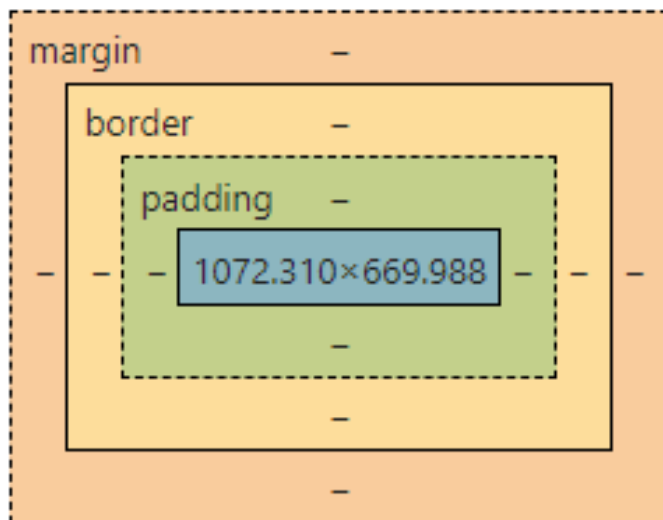 margin –
border –
padding –
– – – 1072.310×669.988 – – –
–
–
–